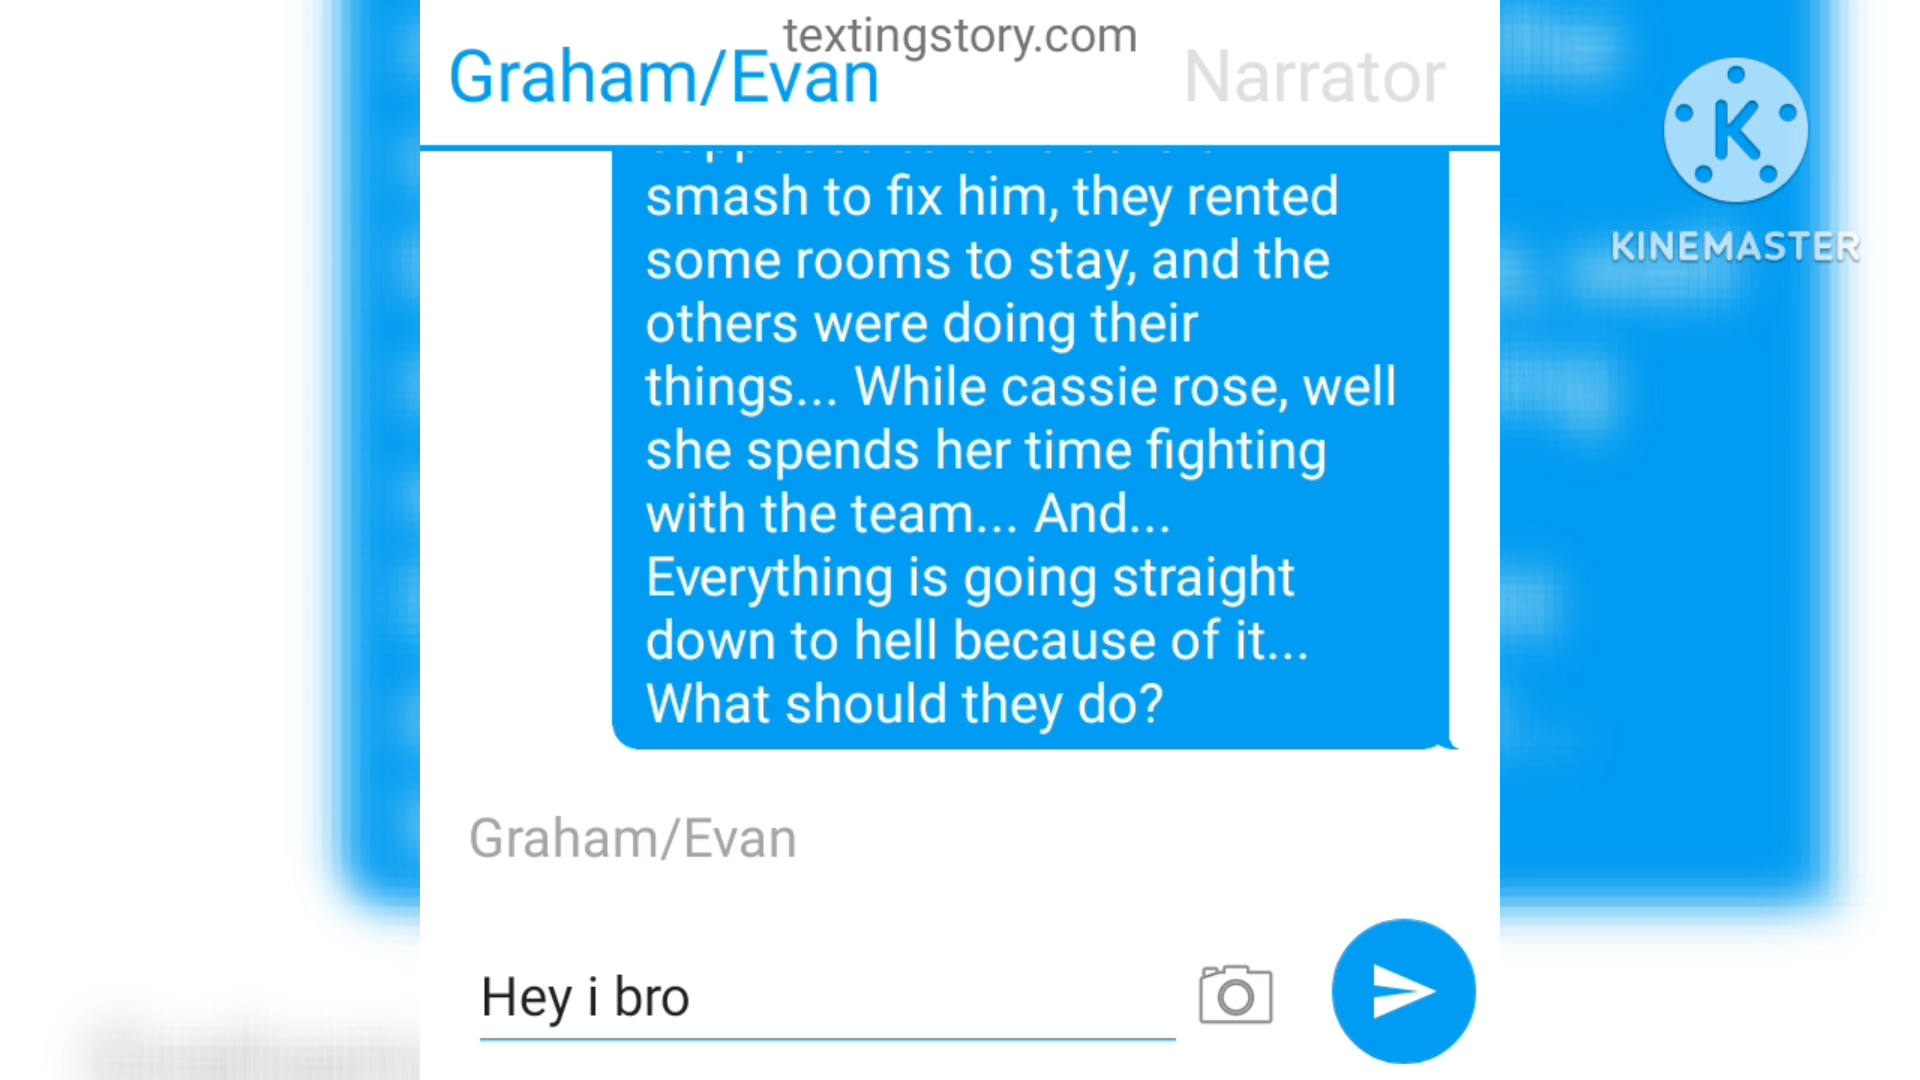 textingstory.com
Graham/Evan
Narrator
smash to fix him, they rented
some rooms to stay, and the
others were doing their
things... While cassie rose, well
she spends her time fighting
with the team... And...
Everything is going straight
down to hell because of it...
What should they do?
Graham/Evan
Hey i bro
K
KINEMASTER